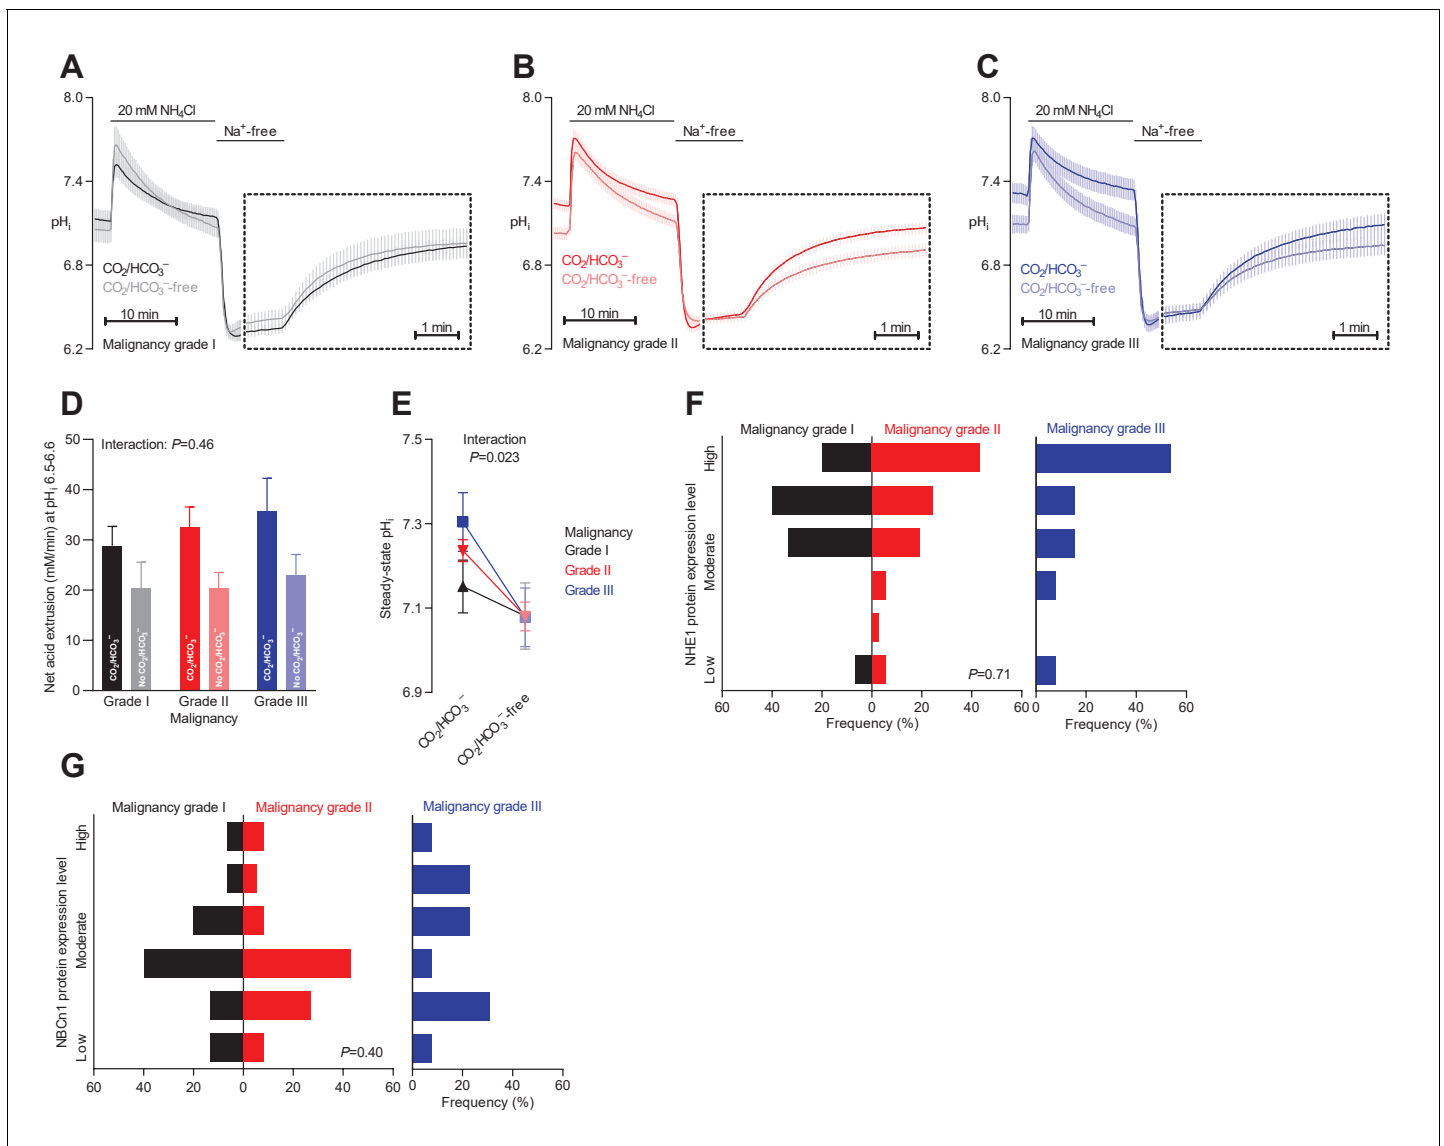 A
8.0
20 mM NH₄Cl
Na⁺-free
7.4
pHᵢ
6.8
CO₂/HCO₃⁻
CO₂/HCO₃⁻-free
10 min
1 min
6.2
Malignancy grade I
B
20 mM NH₄Cl
Na⁺-free
CO₂/HCO₃⁻
CO₂/HCO₃⁻-free
10 min
1 min
Malignancy grade II
C
8.0
20 mM NH₄Cl
Na⁺-free
7.4
pHᵢ
6.8
CO₂/HCO₃⁻
CO₂/HCO₃⁻-free
10 min
1 min
6.2
Malignancy grade III
D
Net acid extrusion (mM/min) at pHᵢ 6.5-6.6
50
40
30
20
10
0
Interaction: P=0.46
CO₂/HCO₃⁻
No CO₂/HCO₃⁻
CO₂/HCO₃⁻
No CO₂/HCO₃⁻
CO₂/HCO₃⁻
No CO₂/HCO₃⁻
Grade I
Grade II
Grade III
Malignancy
E
Steady-state pHᵢ
7.5
7.3
7.1
6.9
Interaction
P=0.023
Malignancy
Grade I
Grade II
Grade III
CO₂/HCO₃⁻
CO₂/HCO₃⁻-free
F
Malignancy grade I
Malignancy grade II
Malignancy grade III
NHE1 protein expression level
High
Moderate
Low
P=0.71
60 40 20 0 20 40 60
0 20 40 60
Frequency (%)
Frequency (%)
G
Malignancy grade I
Malignancy grade II
Malignancy grade III
NBCn1 protein expression level
High
Moderate
Low
P=0.40
60 40 20 0 20 40 60
0 20 40 60
Frequency (%)